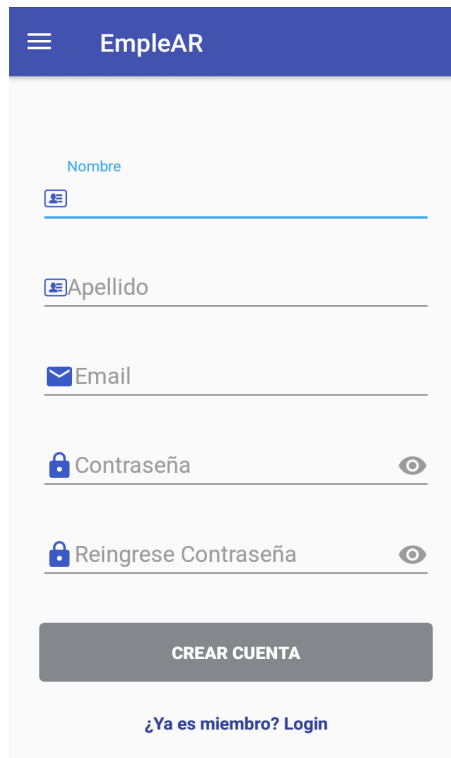 EmpleAR
Nombre
Apellido
Email
Contraseña
Reingrese Contraseña
CREAR CUENTA
¿Ya es miembro? Login